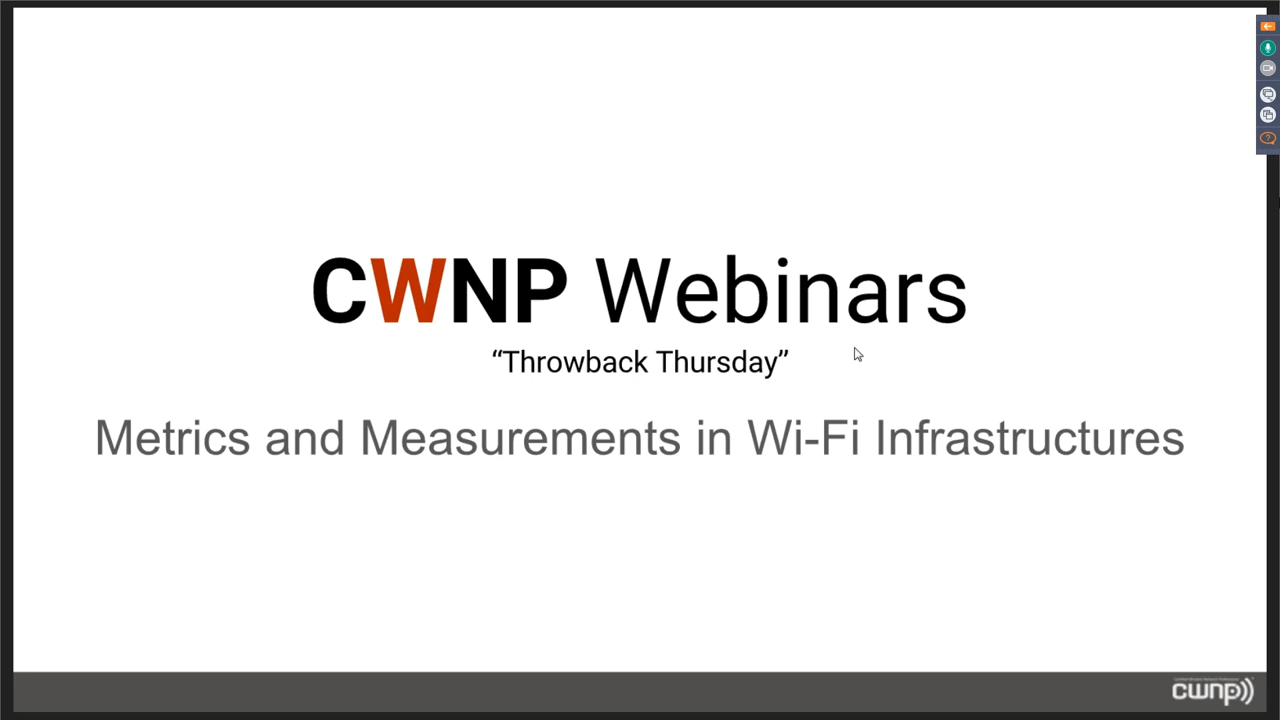 CWNP Webinars
“Throwback Thursday”
Metrics and Measurements in Wi-Fi Infrastructures
cwnp